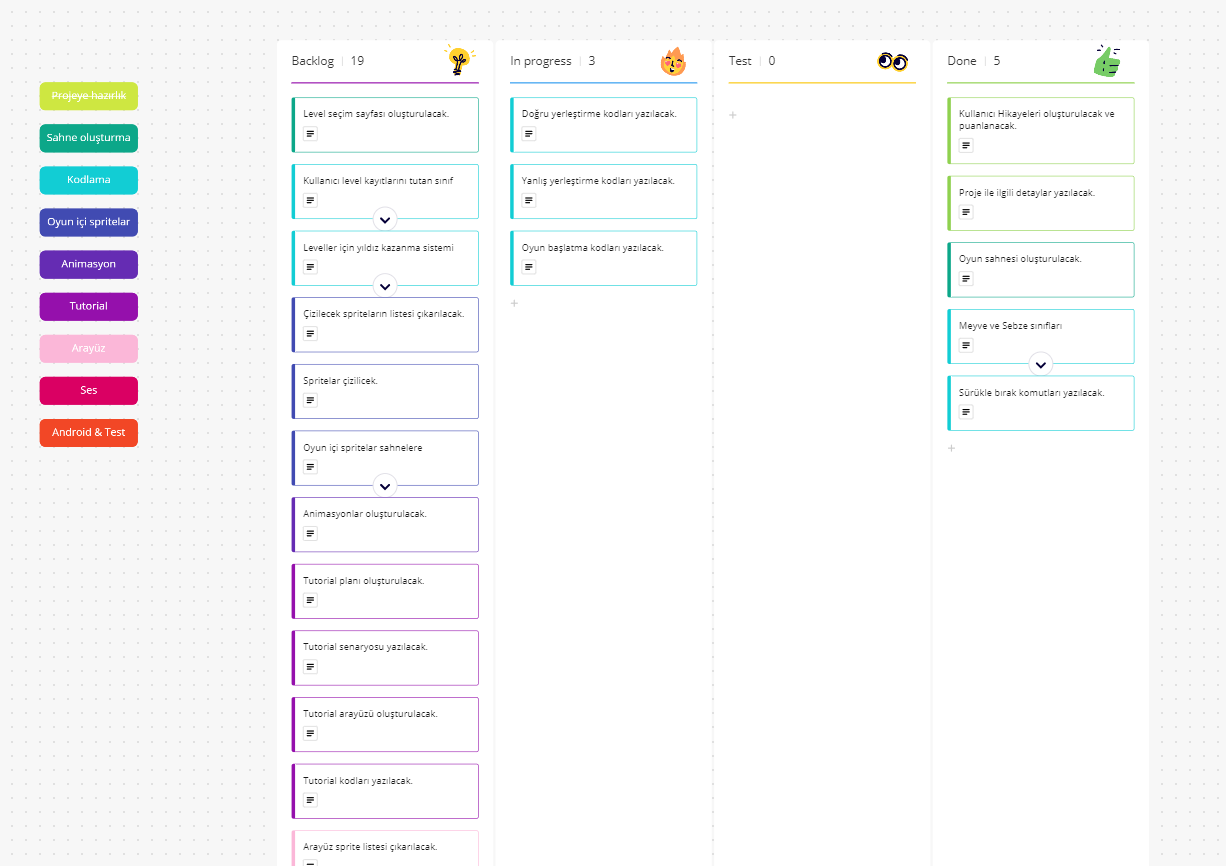 Projeye hazırlık
Sahne oluşturma
Kodlama
Oyun içi spritelar
Animasyon
Tutorial
Arayüz
Ses
Android & Test
Backlog | 19
Level seçim sayfası oluşturulacak.
Kullanıcı level kayıtlarını tutan sınıf
Leveller için yıldız kazanma sistemi
Çizilecek spriteların listesi çıkarılacak.
Spritelar çizilicek.
Oyun içi spritelar sahnelere
Animasyonlar oluşturulacak.
Tutorial planı oluşturulacak.
Tutorial senaryosu yazılacak.
Tutorial arayüzü oluşturulacak.
Tutorial kodları yazılacak.
Arayüz sprite listesi çıkarılacak.
In progress | 3
Doğru yerleştirme kodları yazılacak.
Yanlış yerleştirme kodları yazılacak.
Oyun başlatma kodları yazılacak.
Test | 0
Done | 5
Kullanıcı Hikayeleri oluşturulacak ve
puanlanacak.
Proje ile ilgili detaylar yazılacak.
Oyun sahnesi oluşturulacak.
Meyve ve Sebze sınıfları
Sürükle bırak komutları yazılacak.